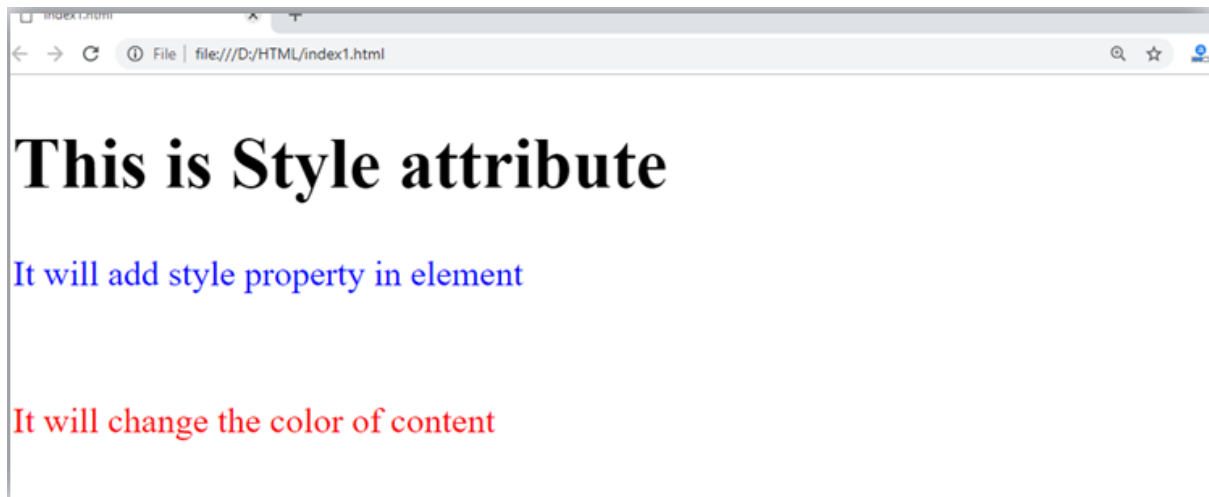 index1.html
File | file:///D:/HTML/index1.html
This is Style attribute
It will add style property in element
It will change the color of content